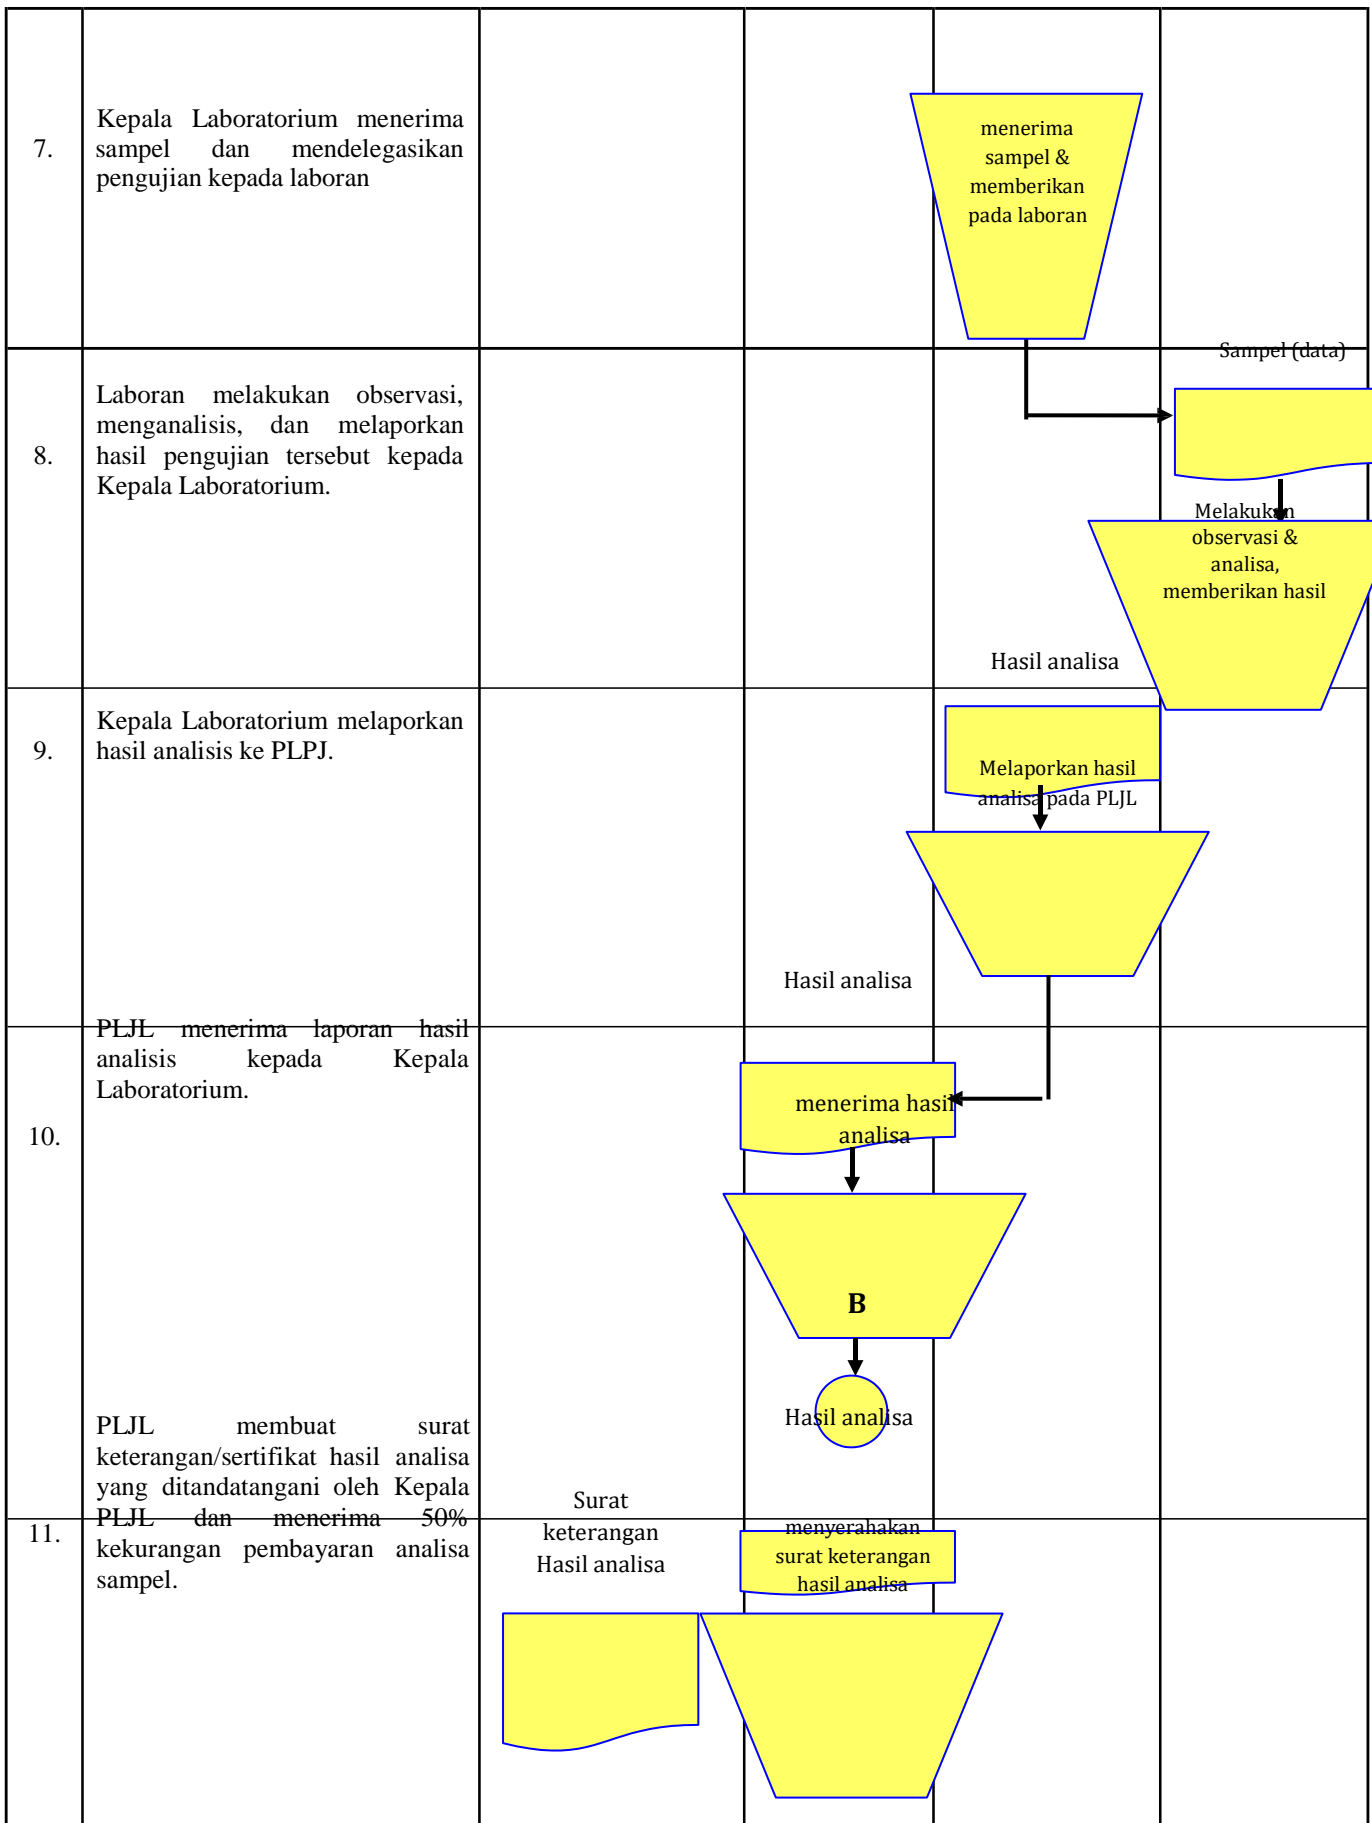 7.
Kepala Laboratorium menerima
sampel dan mendelegasikan
pengujian kepada laboran
menerima
sampel &
memberikan
pada laboran
Sampel (data)
8.
Laboran melakukan observasi,
menganalisis, dan melaporkan
hasil pengujian tersebut kepada
Kepala Laboratorium.
Melakukan
observasi &
analisa,
memberikan hasil
Hasil analisa
9.
Kepala Laboratorium melaporkan
hasil analisis ke PLPJ.
Melaporkan hasil
analisa pada PLJL
Hasil analisa
10.
PLJL menerima laporan hasil
analisis kepada Kepala
Laboratorium.
menerima hasil
analisa
B
Hasil analisa
11.
PLJL membuat surat
keterangan/sertifikat hasil analisa
yang ditandatangani oleh Kepala
PLJL dan menerima 50%
kekurangan pembayaran analisa
sampel.
Surat
keterangan
Hasil analisa
menyerahakan
surat keterangan
hasil analisa